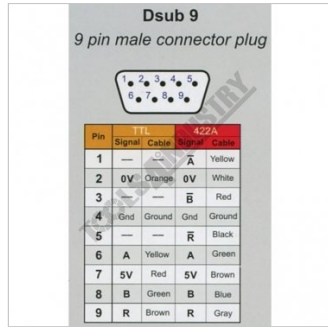 Dsub 9
9 pin male connector plug
1 2 3 4 5
6 7 8 9
Pin TTL 422A
Signal Cable Signal Cable
1 — — A̅ Yellow
2 0V Orange 0V White
3 — — B̅ Red
4 Gnd Ground Gnd Ground
5 — — R̅ Black
6 A Yellow A Green
7 5V Red 5V Brown
8 B Green B Blue
9 R Brown R Gray
TOOLS4INDUSTRY